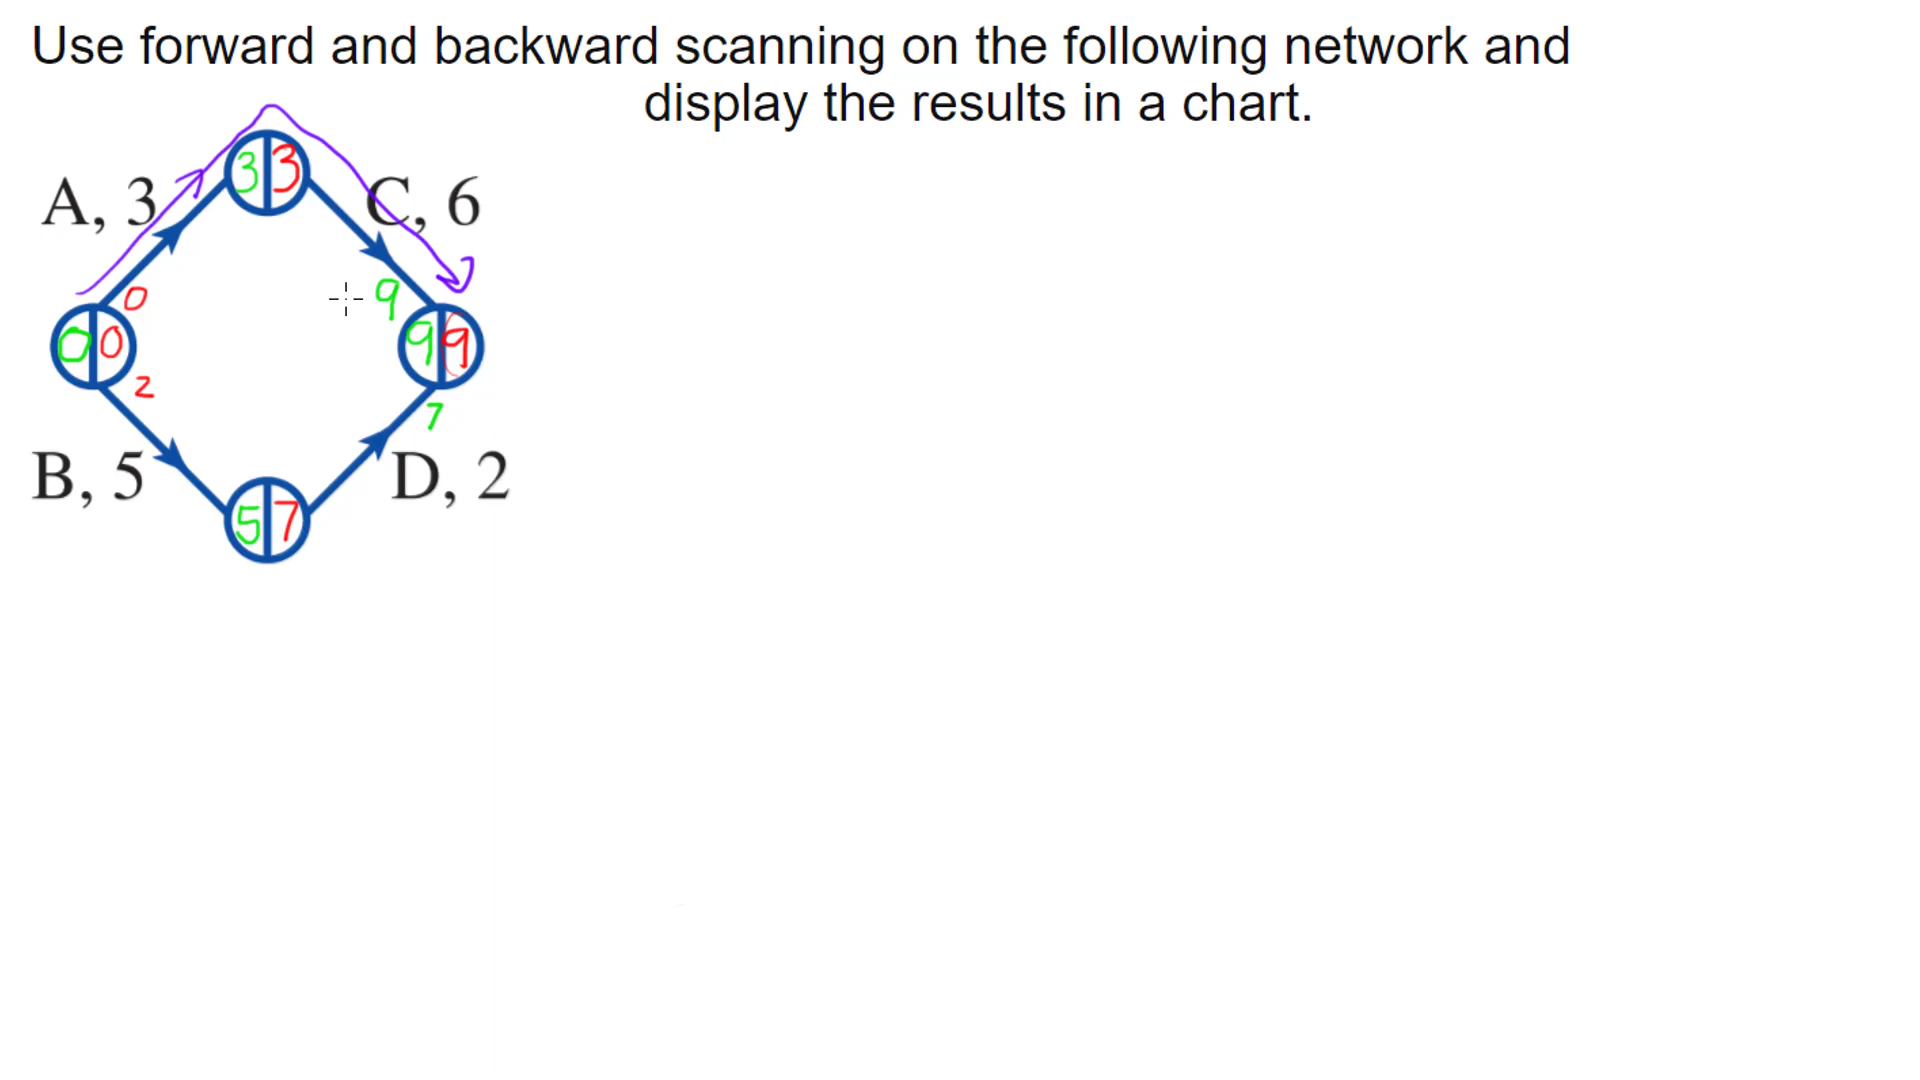 Use forward and backward scanning on the following network and
display the results in a chart.
3 3
A, 3
C, 6
0
9
0 0
9 9
2
7
B, 5
D, 2
5 7